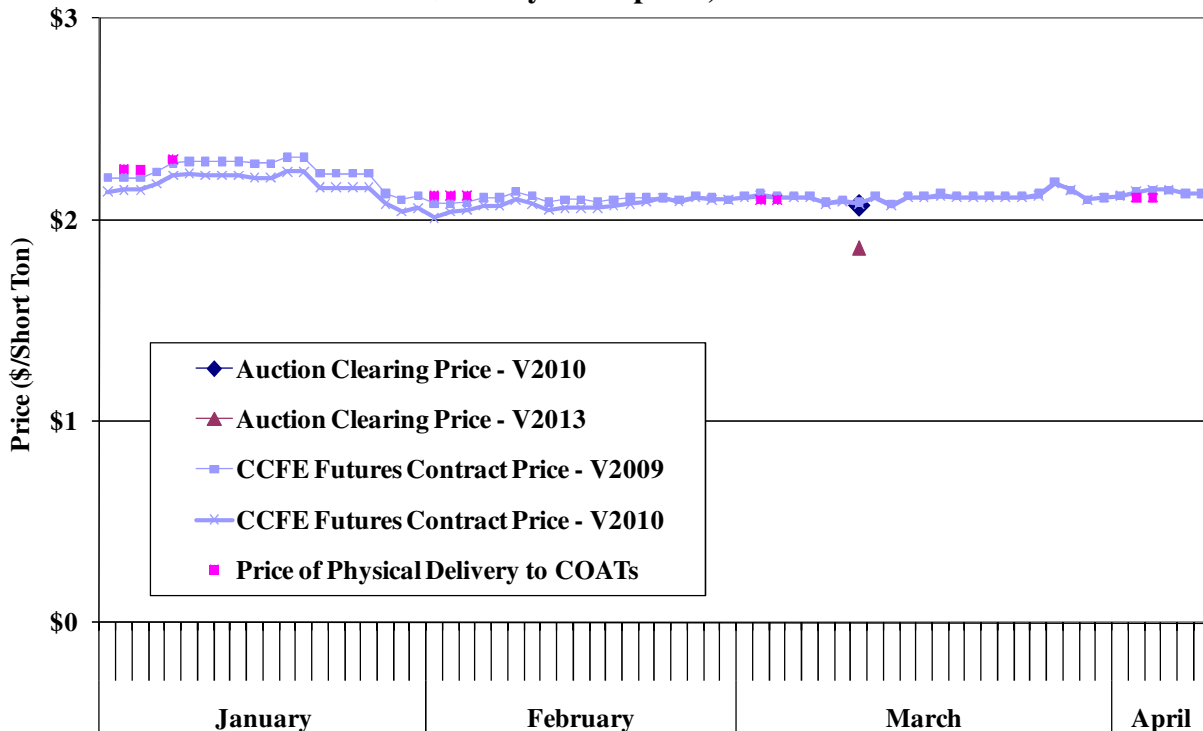 $3
$2
$1
$0
Price ($/Short Ton)
Auction Clearing Price - V2010
Auction Clearing Price - V2013
CCFE Futures Contract Price - V2009
CCFE Futures Contract Price - V2010
Price of Physical Delivery to COATs
January February March April